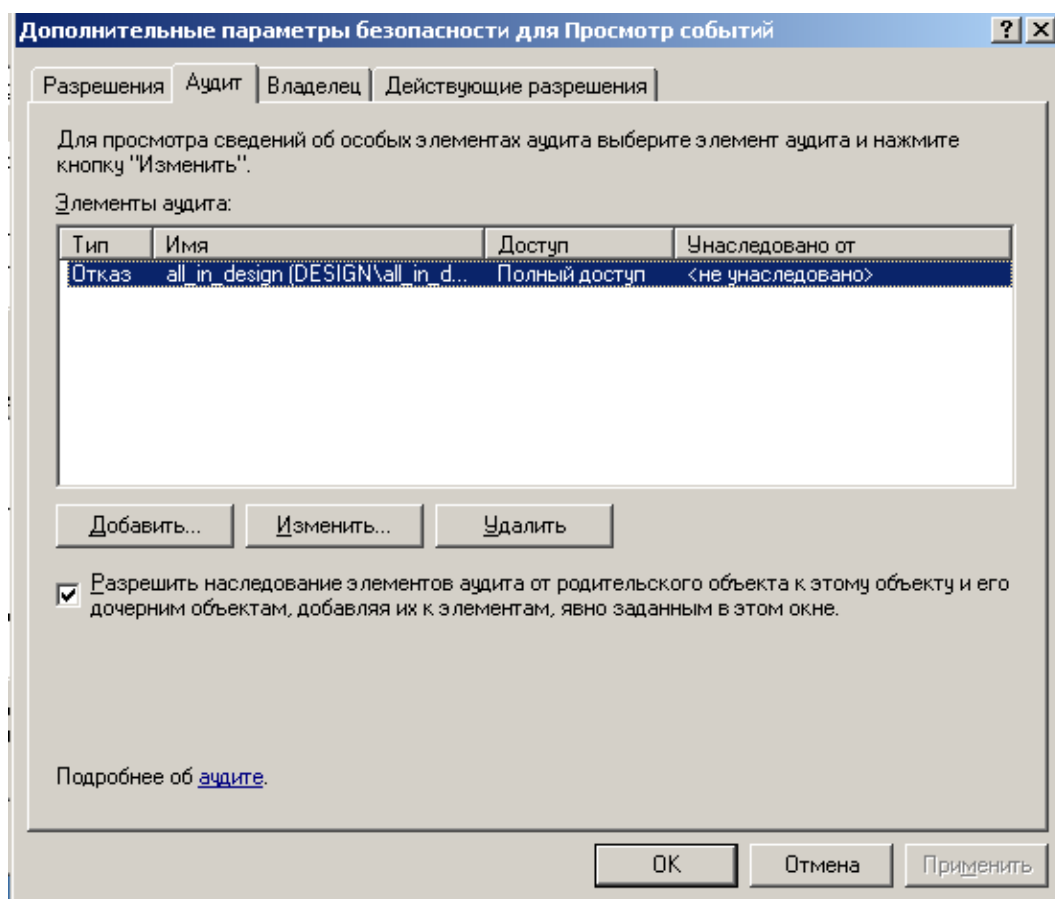 Дополнительные параметры безопасности для Просмотр событий
Разрешения Аудит Владелец Действующие разрешения
Для просмотра сведений об особых элементах аудита выберите элемент аудита и нажмите
кнопку "Изменить".
Элементы аудита:
Тип Имя Доступ Унаследовано от
Отказ all_in_design (DESIGN\all_in_d... Полный доступ <не унаследовано>
Добавить... Изменить... Удалить
Разрешить наследование элементов аудита от родительского объекта к этому объекту и его
дочерним объектам, добавляя их к элементам, явно заданным в этом окне.
Подробнее об аудите.
OK Отмена Применить